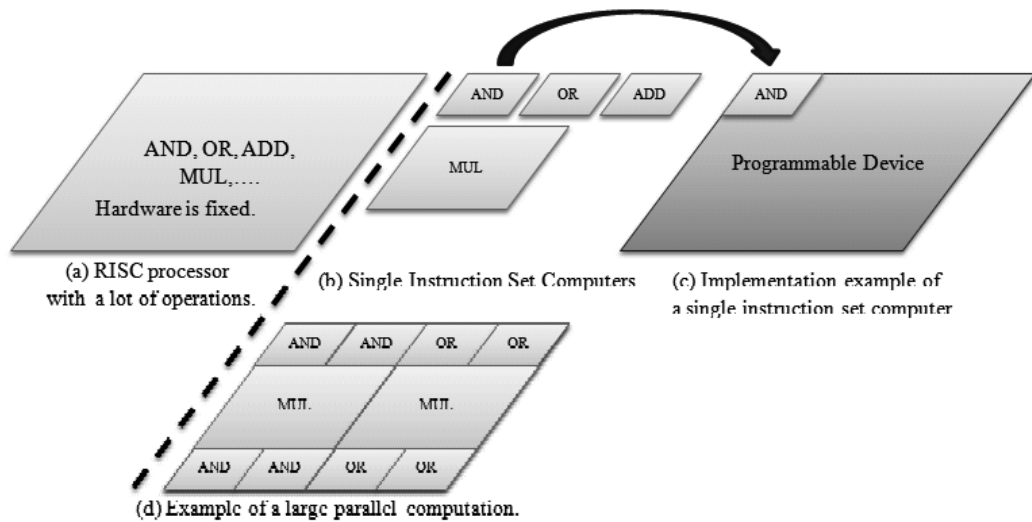 AND, OR, ADD,
MUL,....
Hardware is fixed.
(a) RISC processor
with a lot of operations.
AND OR ADD
MUL
(b) Single Instruction Set Computers
AND
Programmable Device
(c) Implementation example of
a single instruction set computer
AND AND OR OR
MUL MUL
AND AND OR OR
(d) Example of a large parallel computation.